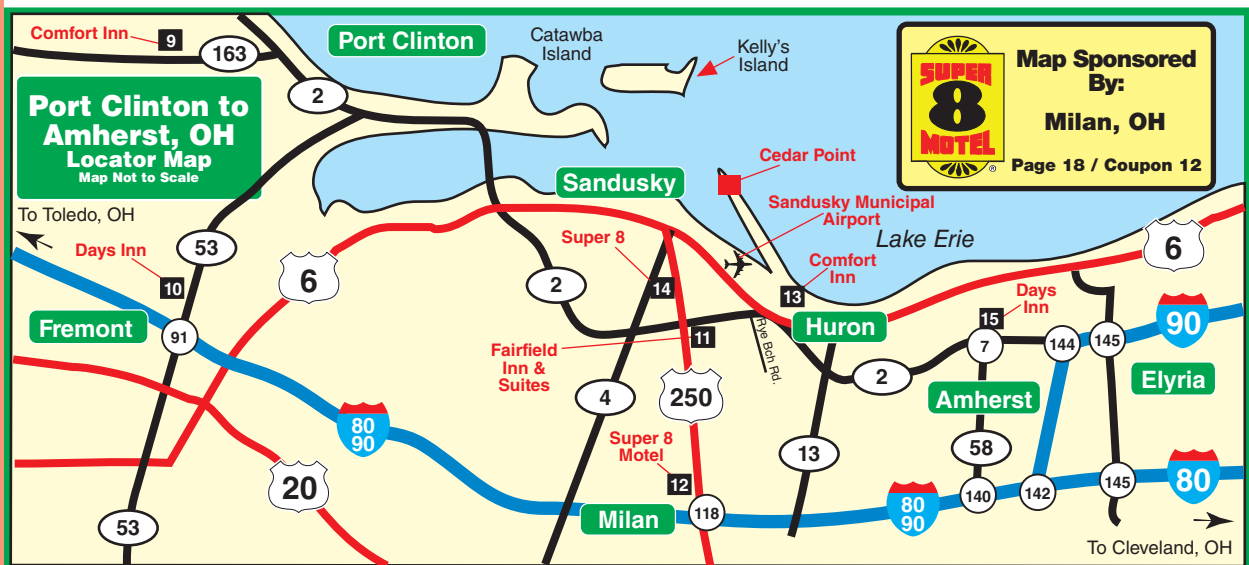 Comfort Inn
9
163
Port Clinton
Catawba
Island
Kelly's
Island
SUPER
8
MOTEL
®
Map Sponsored
By:
Milan, OH
Page 18 / Coupon 12
2
Port Clinton to
Amherst, OH
Locator Map
Map Not to Scale
To Toledo, OH
Days Inn
10
53
6
Fremont
91
Sandusky
Cedar Point
Sandusky Municipal
Airport
Lake Erie
Super 8
14
2
Comfort
Inn
13
6
Huron
Rye Bch Rd.
11
Fairfield
Inn &
Suites
4
250
Days
Inn
15
7
144
145
90
2
Amherst
Elyria
80
90
20
53
Super 8
Motel
12
Milan
118
13
58
80
90
140
142
145
80
To Cleveland, OH